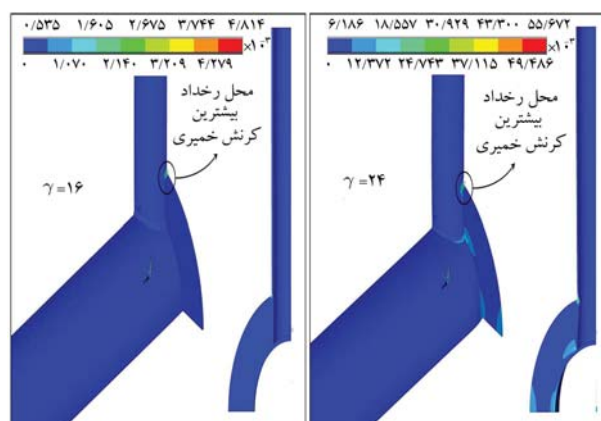 ۰/۵۳۵ ۱/۶۰۵ ۲/۶۷۵ ۳/۷۴۴ ۴/۸۱۴
×۱۰⁻³
۰ ۱/۰۷۰ ۲/۱۴۰ ۳/۲۰۹ ۴/۲۷۹
محل رخداد
بیشترین
کرنش خمیری
γ=۱۶
۶/۱۸۶ ۱۸/۵۵۷ ۳۰/۹۲۹ ۴۳/۳۰۰ ۵۵/۶۷۲
×۱۰⁻³
۰ ۱۲/۳۷۲ ۲۴/۷۴۳ ۳۷/۱۱۵ ۴۹/۴۸۶
محل رخداد
بیشترین
کرنش خمیری
γ=۲۴